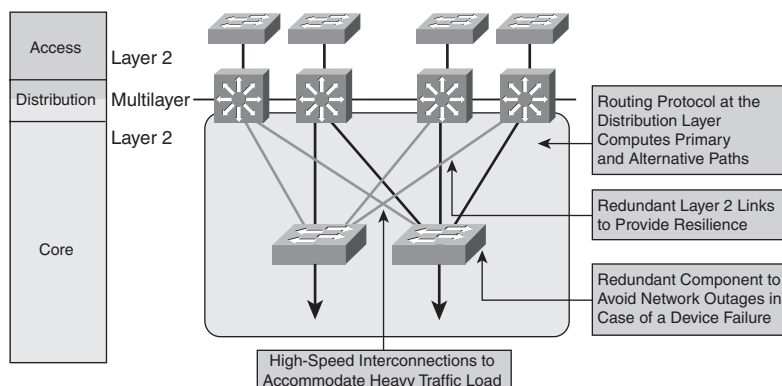 Access
Layer 2
Distribution
Multilayer
Layer 2
Core
Routing Protocol at the
Distribution Layer
Computes Primary
and Alternative Paths
Redundant Layer 2 Links
to Provide Resilience
Redundant Component to
Avoid Network Outages in
Case of a Device Failure
High-Speed Interconnections to
Accommodate Heavy Traffic Load